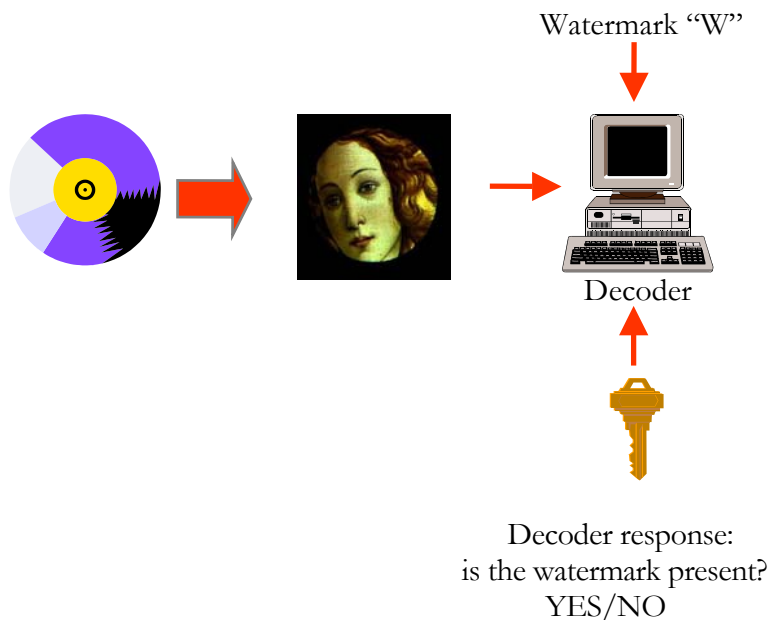 Watermark “W”
Decoder
Decoder response:
is the watermark present?
YES/NO